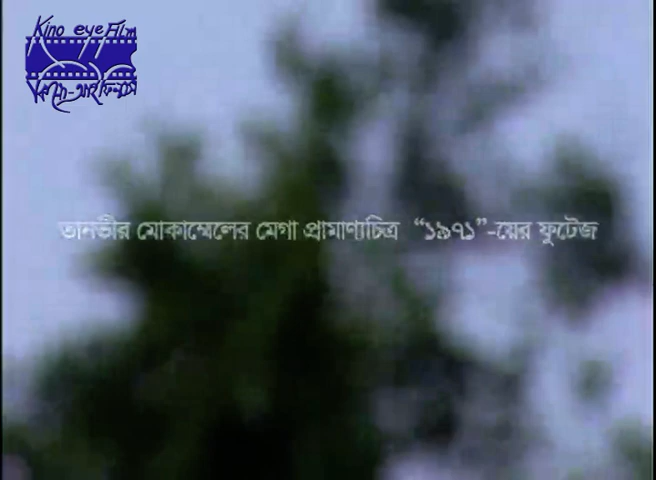 Kino eye Film
কিনো-আই ফিল্মস
তানভীর মোকাম্মেলের মেগা প্রামাণ্যচিত্র “১৯৭১”-য়ের ফুটেজ